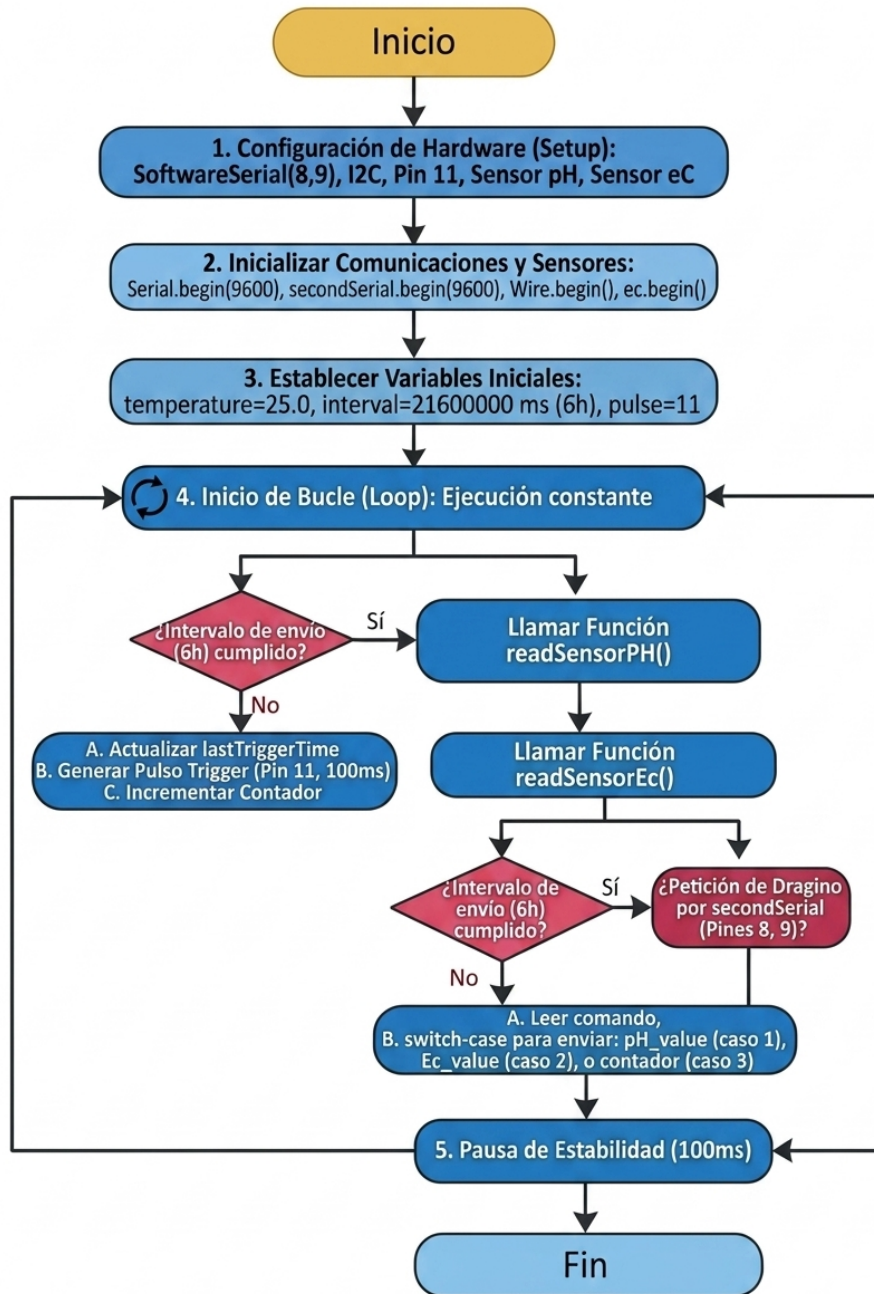 Inicio
1. Configuración de Hardware (Setup):
SoftwareSerial(8,9), I2C, Pin 11, Sensor pH, Sensor eC
2. Inicializar Comunicaciones y Sensores:
Serial.begin(9600), secondSerial.begin(9600), Wire.begin(), ec.begin()
3. Establecer Variables Iniciales:
temperature=25.0, interval=21600000 ms (6h), pulse=11
4. Inicio de Bucle (Loop): Ejecución constante
¿Intervalo de envío
(6h) cumplido?
Sí
Llamar Función
readSensorPH()
No
A. Actualizar lastTriggerTime
B. Generar Pulso Trigger (Pin 11, 100ms)
C. Incrementar Contador
Llamar Función
readSensorEc()
¿Intervalo de
envío (6h)
cumplido?
Sí
¿Petición de Dragino
por secondSerial
(Pines 8, 9)?
No
A. Leer comando,
B. switch-case para enviar: pH_value (caso 1),
Ec_value (caso 2), o contador (caso 3)
5. Pausa de Estabilidad (100ms)
Fin